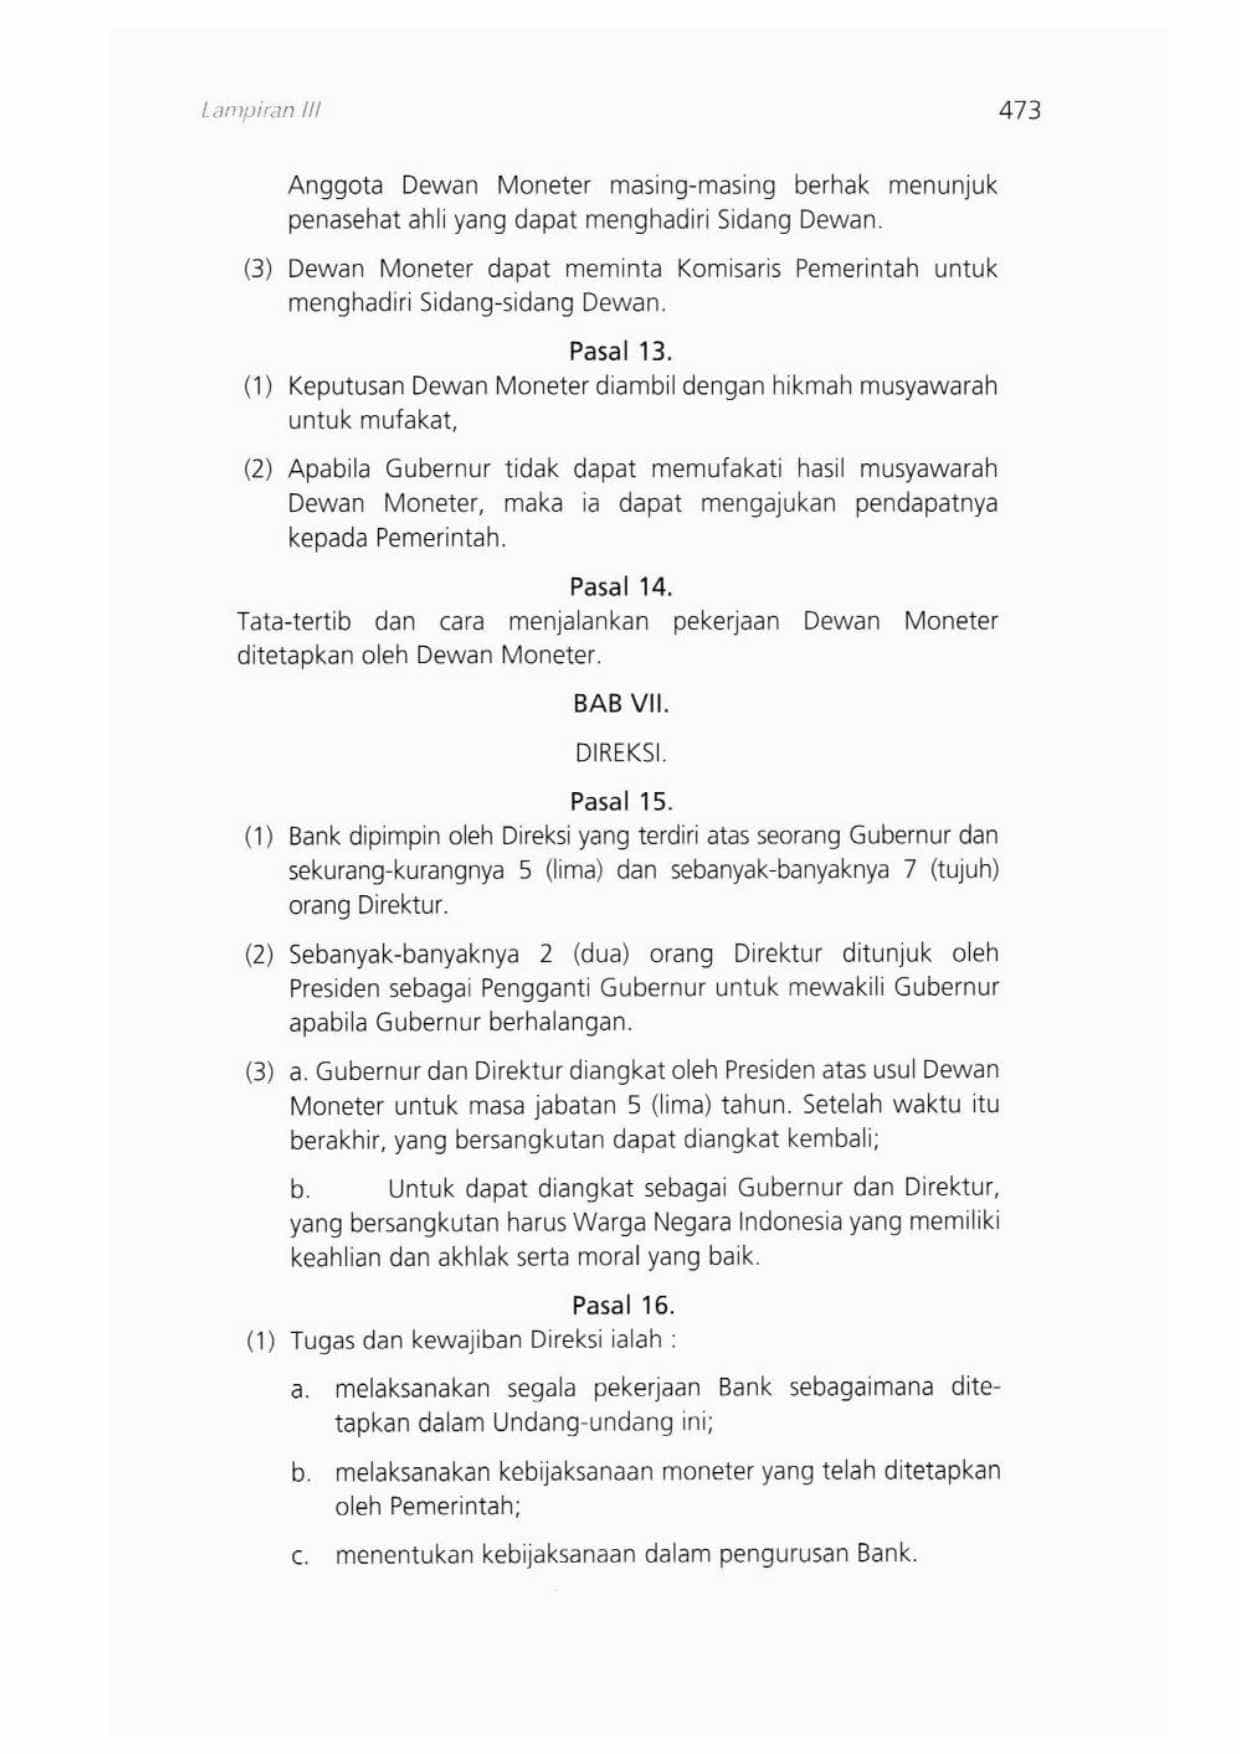 Lampiran III
473
Anggota Dewan Moneter masing-masing berhak menunjuk
penasehat ahli yang dapat menghadiri Sidang Dewan.
(3) Dewan Moneter dapat meminta Komisaris Pemerintah untuk
menghadiri Sidang-sidang Dewan.
Pasal 13.
(1) Keputusan Dewan Moneter diambil dengan hikmah musyawarah
untuk mufakat,
(2) Apabila Gubernur tidak dapat memufakati hasil musyawarah
Dewan Moneter, maka ia dapat mengajukan pendapatnya
kepada Pemerintah.
Pasal 14.
Tata-tertib dan cara menjalankan pekerjaan Dewan Moneter
ditetapkan oleh Dewan Moneter.
BAB VII.
DIREKSI.
Pasal 15.
(1) Bank dipimpin oleh Direksi yang terdiri atas seorang Gubernur dan
sekurang-kurangnya 5 (lima) dan sebanyak-banyaknya 7 (tujuh)
orang Direktur.
(2) Sebanyak-banyaknya 2 (dua) orang Direktur ditunjuk oleh
Presiden sebagai Pengganti Gubernur untuk mewakili Gubernur
apabila Gubernur berhalangan.
(3) a. Gubernur dan Direktur diangkat oleh Presiden atas usul Dewan
Moneter untuk masa jabatan 5 (lima) tahun. Setelah waktu itu
berakhir, yang bersangkutan dapat diangkat kembali;
b. Untuk dapat diangkat sebagai Gubernur dan Direktur,
yang bersangkutan harus Warga Negara Indonesia yang memiliki
keahlian dan akhlak serta moral yang baik.
Pasal 16.
(1) Tugas dan kewajiban Direksi ialah :
a. melaksanakan segala pekerjaan Bank sebagaimana dite-
tapkan dalam Undang-undang ini;
b. melaksanakan kebijaksanaan moneter yang telah ditetapkan
oleh Pemerintah;
c. menentukan kebijaksanaan dalam pengurusan Bank.